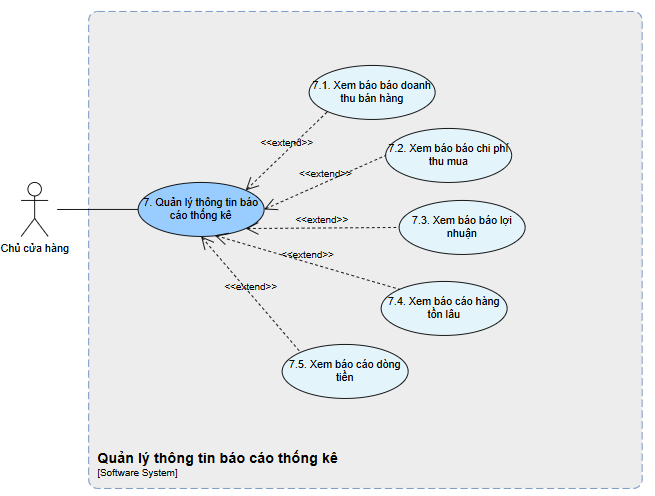 7.1. Xem báo báo doanh
thu bán hàng
<<extend>>
7.2. Xem báo báo chi phí
thu mua
<<extend>>
7. Quản lý thông tin báo
cáo thống kê
7.3. Xem báo báo lợi
nhuận
<<extend>>
Chủ cửa hàng
<<extend>>
7.4. Xem báo cáo hàng
tồn lâu
<<extend>>
7.5. Xem báo cáo dòng
tiền
Quản lý thông tin báo cáo thống kê
[Software System]